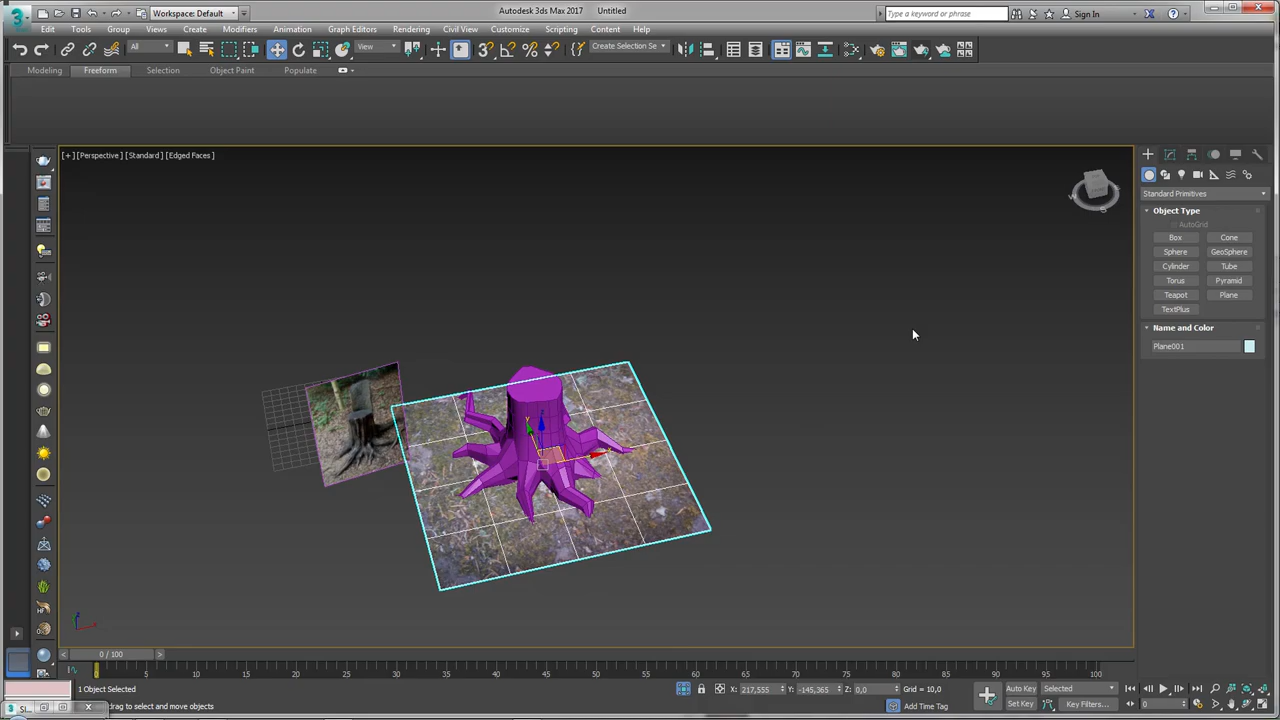 Workspace: Default
Autodesk 3ds Max 2017 Untitled
Type a keyword or phrase
Sign In
Edit Tools Group Views Create Modifiers Animation Graph Editors Rendering Civil View Customize Scripting Content Help
All
View
Create Selection Se
Modeling Freeform Selection Object Paint Populate
[+] [Perspective] [Standard] [Edged Faces]
Standard Primitives
Object Type
AutoGrid
Box Cone
Sphere GeoSphere
Cylinder Tube
Torus Pyramid
Teapot Plane
TextPlus
Name and Color
Plane001
0 / 100
0 5 10 15 20 25 30 35 40 45 50 55 60 65 70 75 80 85 90 95 100
1 Object Selected
X: 217,555 Y: -145,365 Z: 0,0 Grid = 10,0
Auto Key Selected
drag to select and move objects
Add Time Tag
Set Key Key Filters...
0